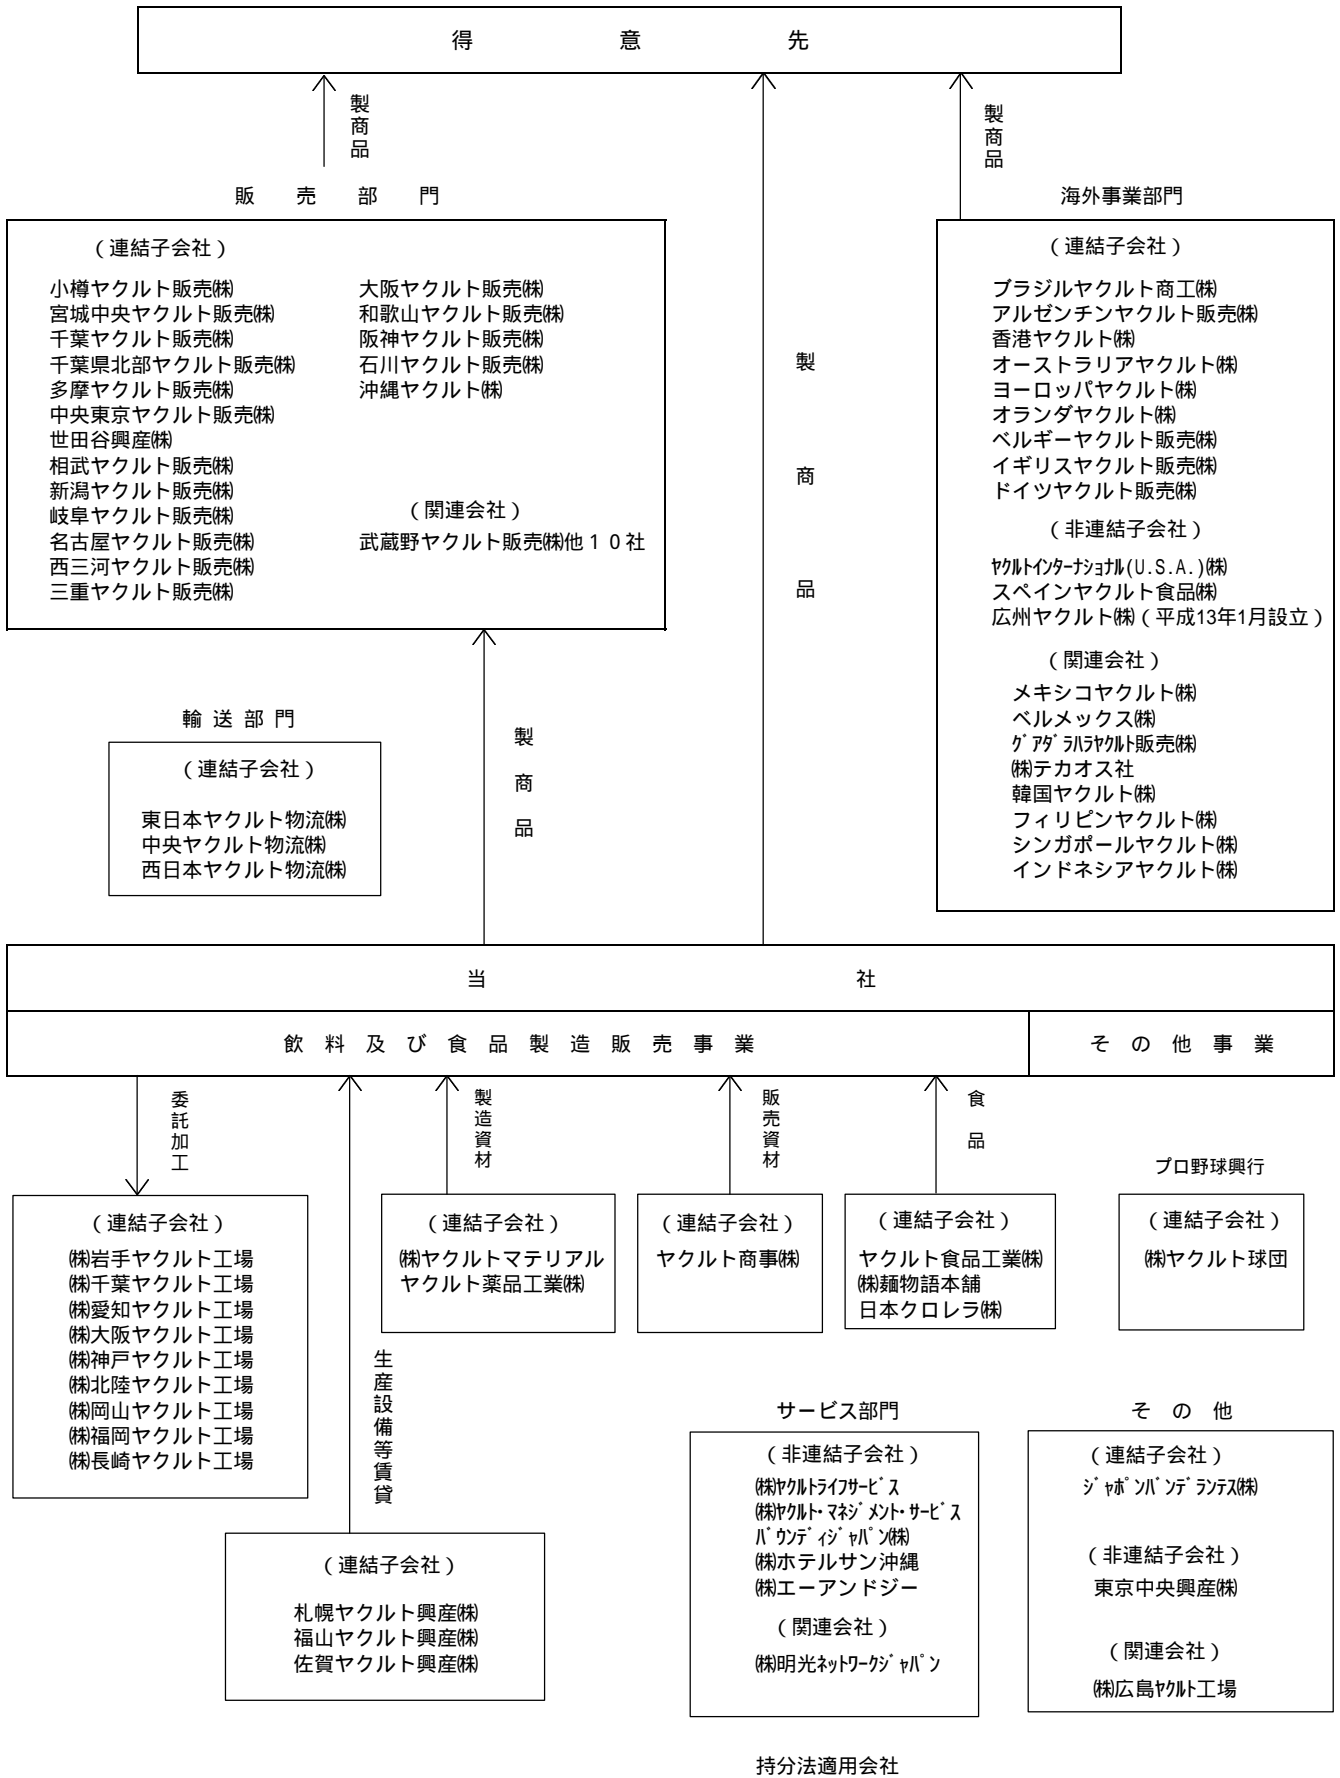 得意先
製商品
製商品
販売部門
海外事業部門
(連結子会社)
小樽ヤクルト販売㈱
宮城中央ヤクルト販売㈱
千葉ヤクルト販売㈱
千葉県北部ヤクルト販売㈱
多摩ヤクルト販売㈱
中央東京ヤクルト販売㈱
世田谷興産㈱
相武ヤクルト販売㈱
新潟ヤクルト販売㈱
岐阜ヤクルト販売㈱
名古屋ヤクルト販売㈱
西三河ヤクルト販売㈱
三重ヤクルト販売㈱
大阪ヤクルト販売㈱
和歌山ヤクルト販売㈱
阪神ヤクルト販売㈱
石川ヤクルト販売㈱
沖縄ヤクルト㈱
(関連会社)
武蔵野ヤクルト販売㈱他10社
製商品
(連結子会社)
ブラジルヤクルト商工㈱
アルゼンチンヤクルト販売㈱
香港ヤクルト㈱
オーストラリアヤクルト㈱
ヨーロッパヤクルト㈱
オランダヤクルト㈱
ベルギーヤクルト販売㈱
イギリスヤクルト販売㈱
ドイツヤクルト販売㈱
(非連結子会社)
ﾔｸﾙﾄｲﾝﾀｰﾅｼｮﾅﾙ(U.S.A.)㈱
スペインヤクルト食品㈱
広州ヤクルト㈱(平成13年1月設立)
(関連会社)
メキシコヤクルト㈱
ベルメックス㈱
ｸﾞｱﾀﾞﾗﾊﾗﾔｸﾙﾄ販売㈱
㈱テカオス社
韓国ヤクルト㈱
フィリピンヤクルト㈱
シンガポールヤクルト㈱
インドネシアヤクルト㈱
輸送部門
(連結子会社)
東日本ヤクルト物流㈱
中央ヤクルト物流㈱
西日本ヤクルト物流㈱
製商品
当社
飲料及び食品製造販売事業
その他事業
委託加工
製造資材
販売資材
食品
プロ野球興行
(連結子会社)
㈱岩手ヤクルト工場
㈱千葉ヤクルト工場
㈱愛知ヤクルト工場
㈱大阪ヤクルト工場
㈱神戸ヤクルト工場
㈱北陸ヤクルト工場
㈱岡山ヤクルト工場
㈱福岡ヤクルト工場
㈱長崎ヤクルト工場
(連結子会社)
㈱ヤクルトマテリアル
ヤクルト薬品工業㈱
(連結子会社)
ヤクルト商事㈱
(連結子会社)
ヤクルト食品工業㈱
㈱麺物語本舗
日本クロレラ㈱
(連結子会社)
㈱ヤクルト球団
生産設備等賃貸
(連結子会社)
札幌ヤクルト興産㈱
福山ヤクルト興産㈱
佐賀ヤクルト興産㈱
サービス部門
(非連結子会社)
㈱ﾔｸﾙﾄﾗｲﾌｻｰﾋﾞｽ
㈱ﾔｸﾙﾄ･ﾏﾈｼﾞﾒﾝﾄ･ｻｰﾋﾞｽ
ﾊﾞｳﾝﾃﾞｨｼﾞｬﾊﾟﾝ㈱
㈱ホテルサン沖縄
㈱エーアンドジー
(関連会社)
㈱明光ﾈｯﾄﾜｰｸｼﾞｬﾊﾟﾝ
その他
(連結子会社)
ｼﾞｬﾎﾟﾝﾊﾞﾝﾃﾞﾗﾝﾃｽ㈱
(非連結子会社)
東京中央興産㈱
(関連会社)
㈱広島ﾔｸﾙﾄ工場
持分法適用会社